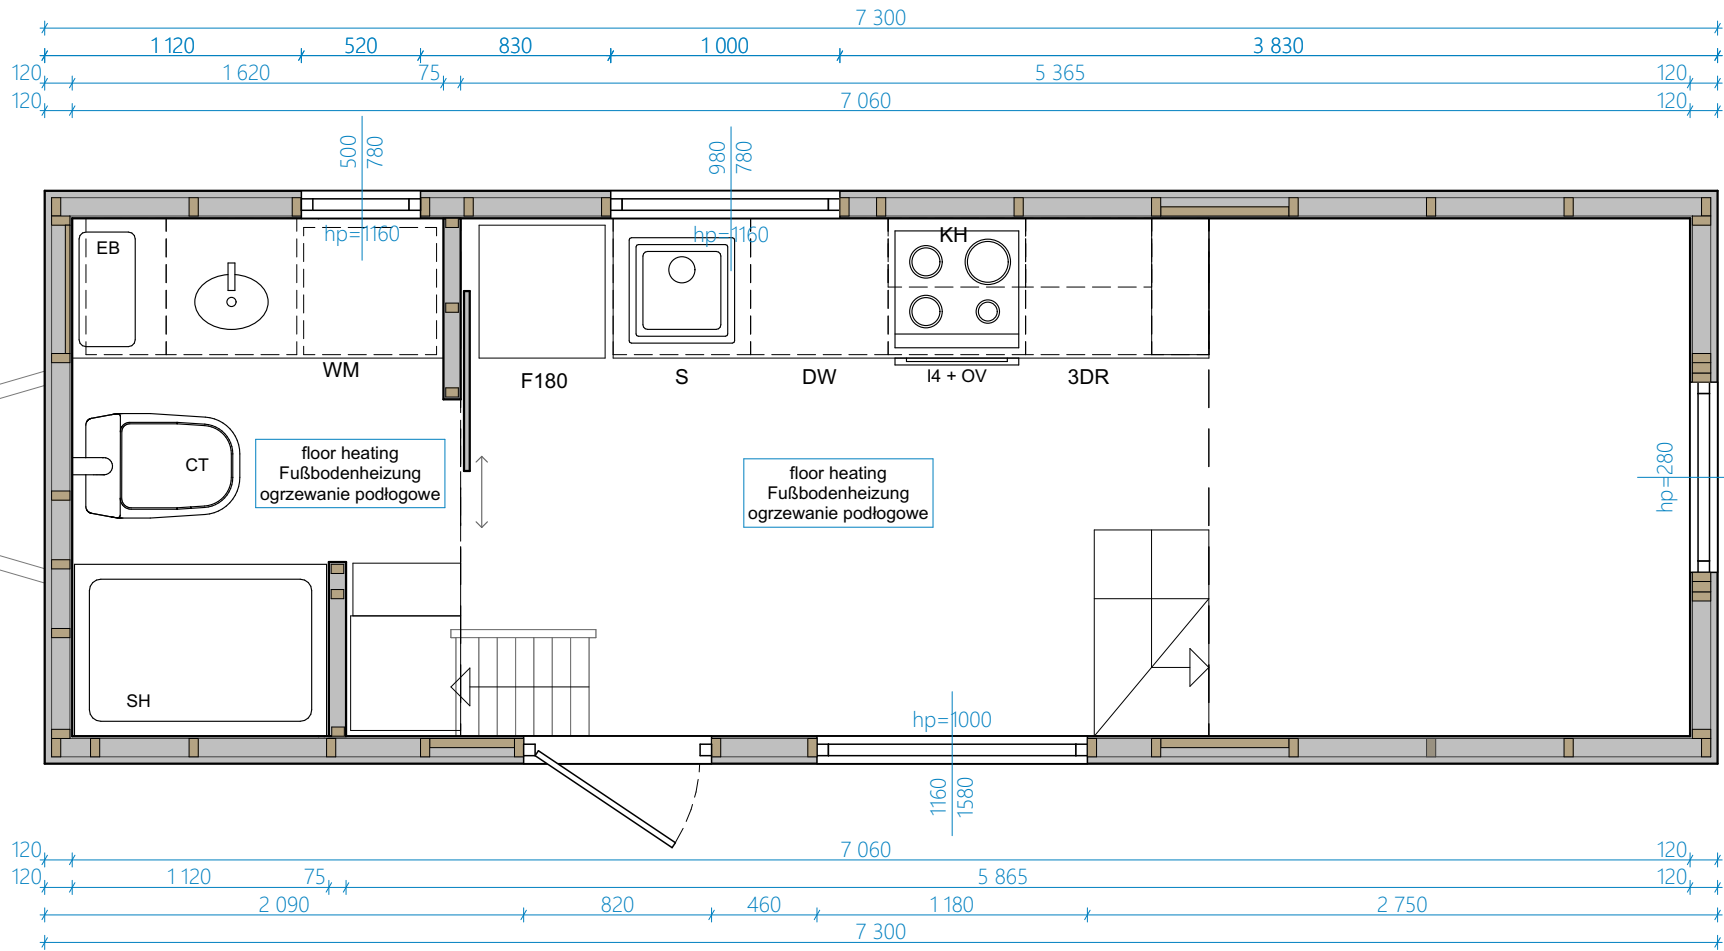 7 300
1 120 520 830 1 000 3 830
120 1 620 75 5 365 120
120 7 060 120
500 780 980 780
hp=1160 hp=1160
EB KH
WM F180 S DW I4 + OV 3DR
CT
floor heating
Fußbodenheizung
ogrzewanie podłogowe
floor heating
Fußbodenheizung
ogrzewanie podłogowe
hp=280
SH
hp=1000
1160 1580
120 7 060 120
120 1 120 75 5 865 120
2 090 820 460 1 180 2 750
7 300